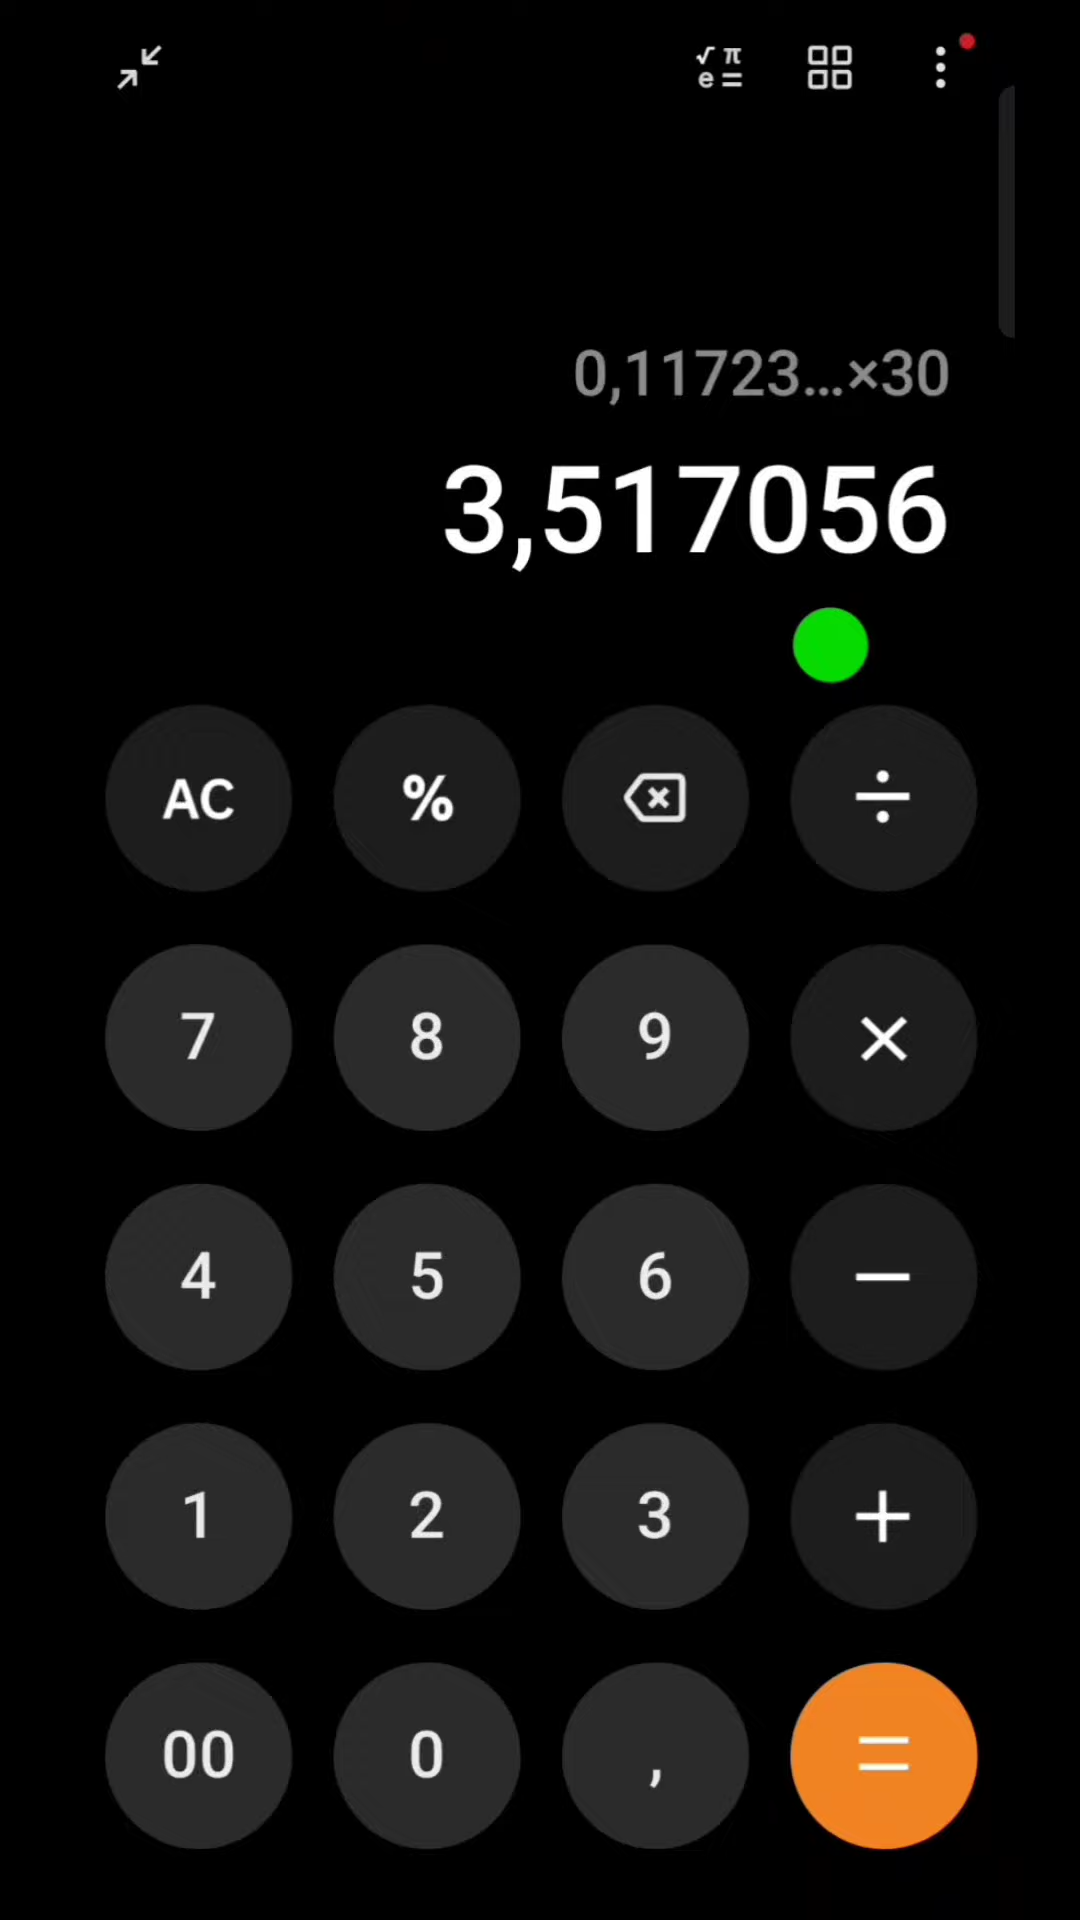 √ π
e =
0,11723...×30
3,517056
AC % ÷
7 8 9 ×
4 5 6 −
1 2 3 +
00 0 , =